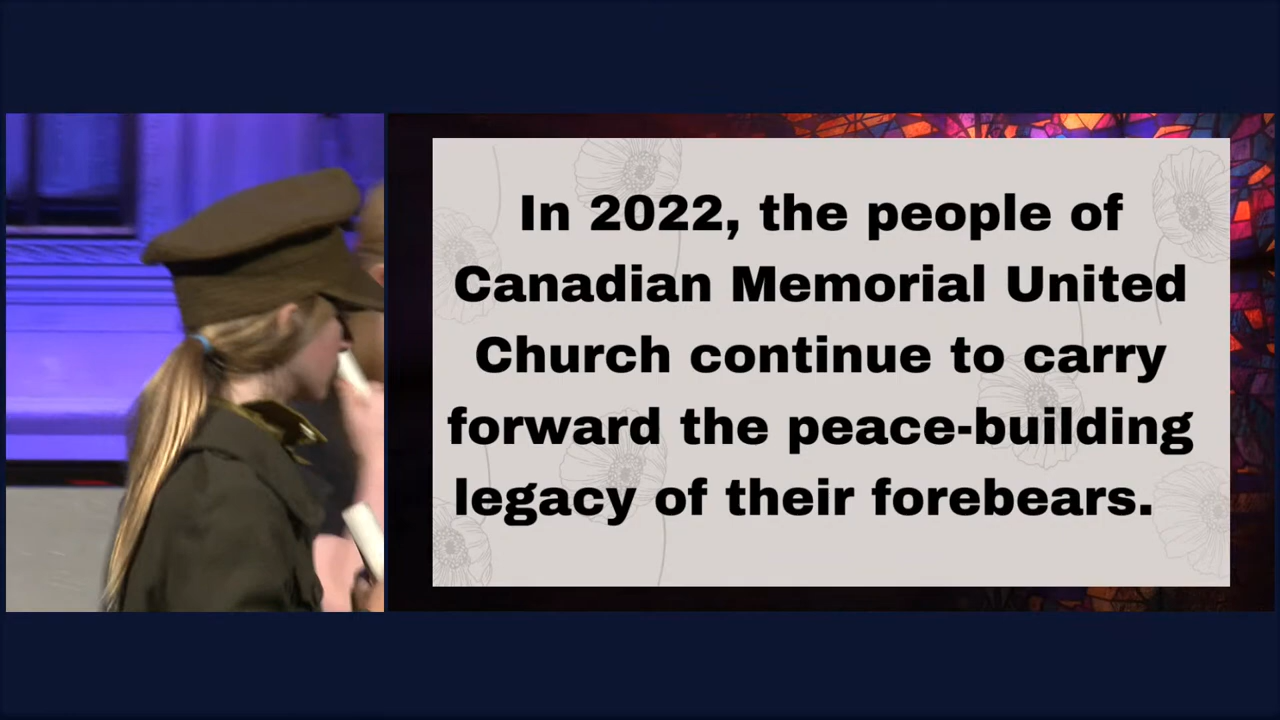 In 2022, the people of
Canadian Memorial United
Church continue to carry
forward the peace-building
legacy of their forebears.